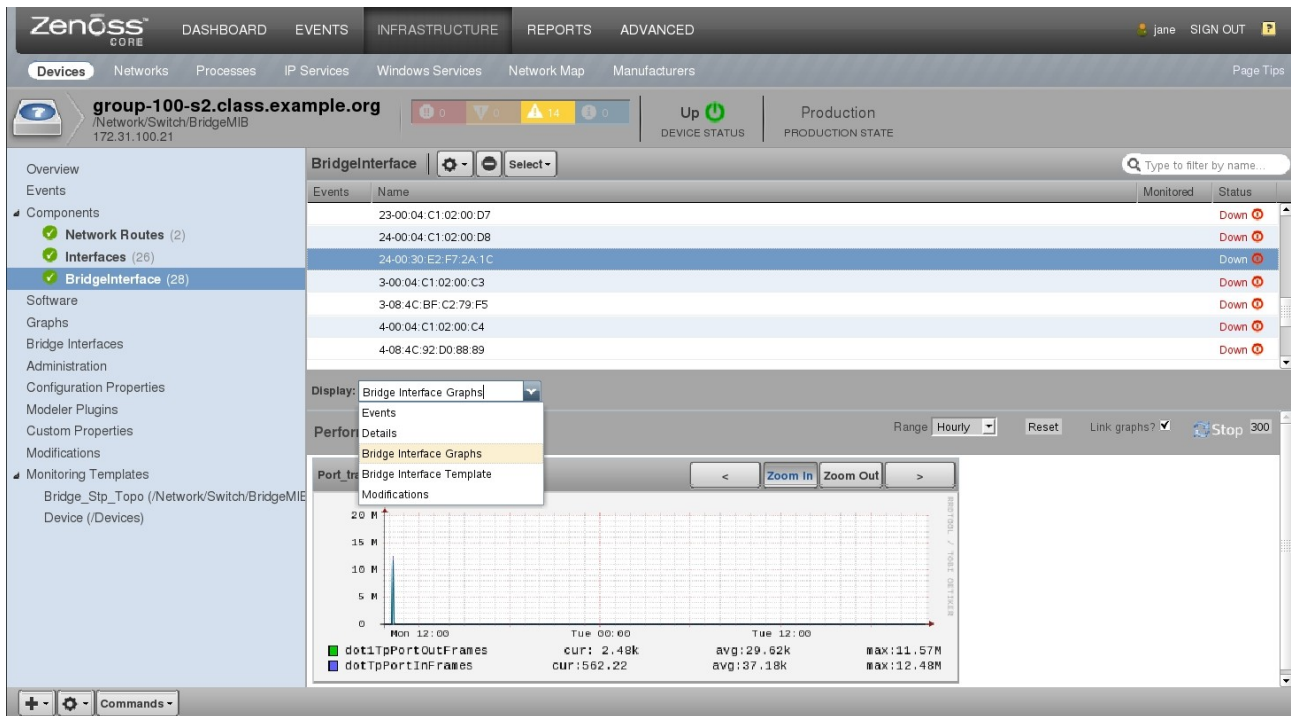 Zenoss CORE DASHBOARD EVENTS INFRASTRUCTURE REPORTS ADVANCED jane SIGN OUT ?
Devices Networks Processes IP Services Windows Services Network Map Manufacturers Page Tips
group-100-s2.class.example.org
/Network/Switch/BridgeMIB
172.31.100.21
0 0 14 0
Up
DEVICE STATUS
Production
PRODUCTION STATE
Overview
Events
Components
Network Routes (2)
Interfaces (26)
BridgeInterface (28)
Software
Graphs
Bridge Interfaces
Administration
Configuration Properties
Modeler Plugins
Custom Properties
Modifications
Monitoring Templates
Bridge_Stp_Topo (/Network/Switch/BridgeMIB
Device (/Devices)
BridgeInterface Select Type to filter by name...
Events Name Monitored Status
23-00:04:C1:02:00:D7 Down
24-00:04:C1:02:00:D8 Down
24-00:30:E2:F7:2A:1C Down
3-00:04:C1:02:00:C3 Down
3-08:4C:BF:C2:79:F5 Down
4-00:04:C1:02:00:C4 Down
4-08:4C:92:D0:88:89 Down
Display: Bridge Interface Graphs
Events
Details
Bridge Interface Graphs
Bridge Interface Template
Modifications
Perfor Range Hourly Reset Link graphs? Stop 300
Port_tra < Zoom In Zoom Out >
20 M
15 M
10 M
5 M
0
Mon 12:00 Tue 00:00 Tue 12:00
dot1TpPortOutFrames cur: 2.48k avg:29.62k max:11.57M
dotTpPortInFrames cur:562.22 avg:37.18k max:12.48M
RRDTOOL / TOBI OETIKER
Commands